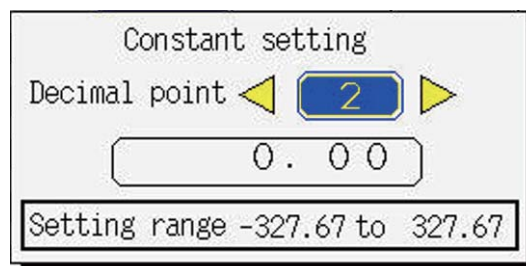 Constant setting
Decimal point 2
0.00
Setting range -327.67 to 327.67